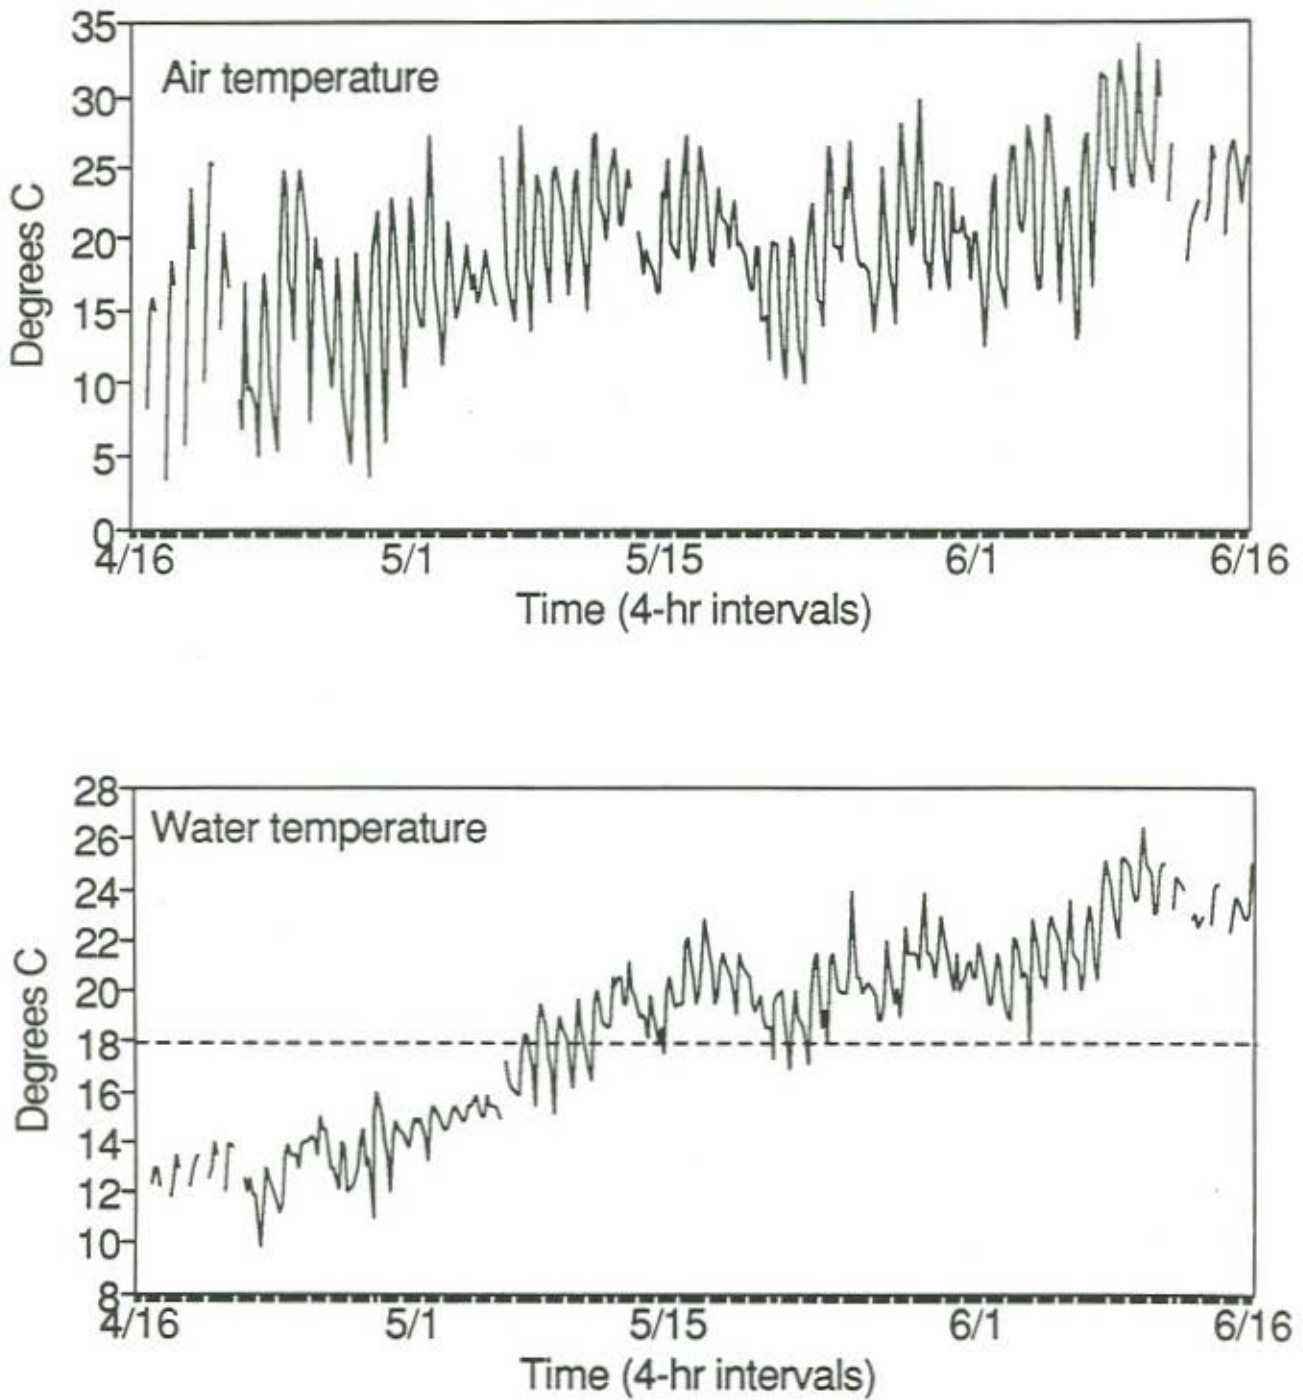 35
Air temperature
30
25
20
15
10
5
0
Degrees C
4/16 5/1 5/15 6/1 6/16
Time (4-hr intervals)
28
Water temperature
26
24
22
20
18
16
14
12
10
8
Degrees C
4/16 5/1 5/15 6/1 6/16
Time (4-hr intervals)